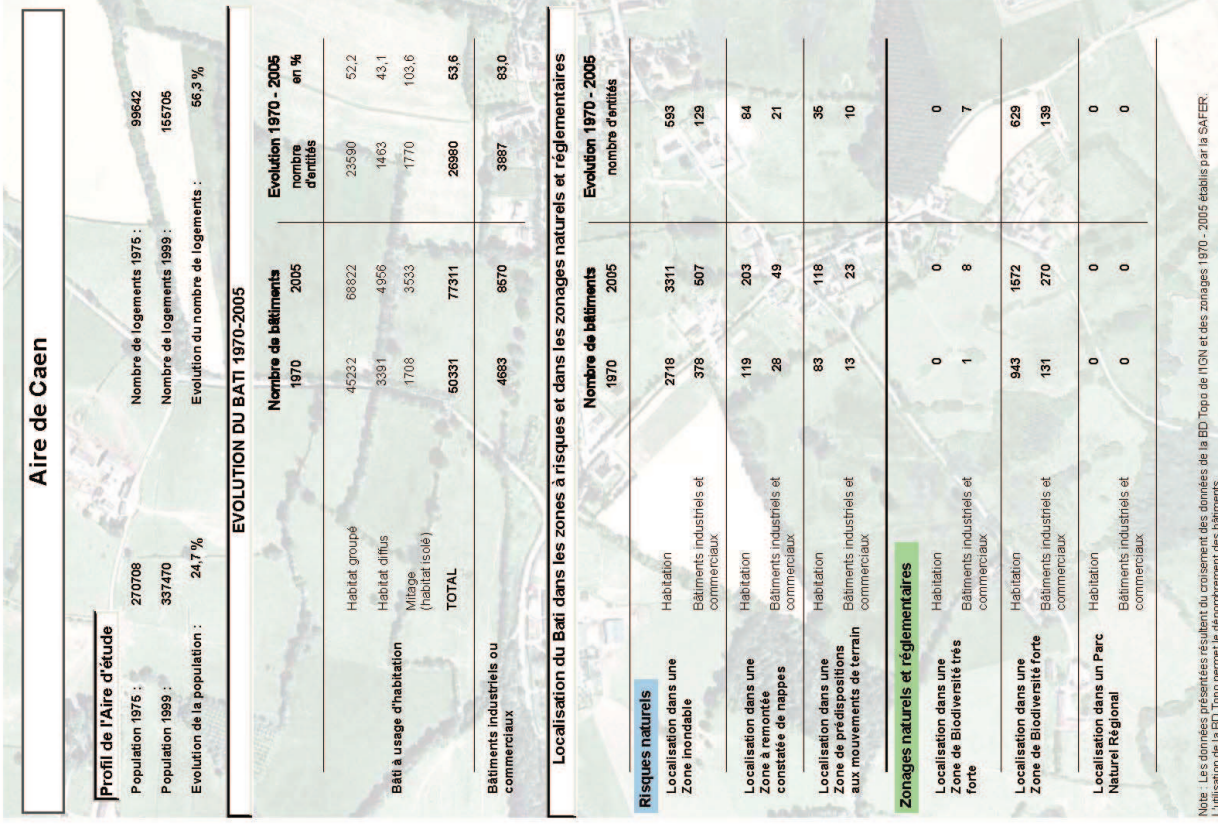 Aire de Caen
Profil de l'Aire d'étude
Population 1975 : 270708 Nombre de logements 1975 : 99642
Population 1999 : 337470 Nombre de logements 1999 : 155705
Evolution de la population : 24,7 % Evolution du nombre de logements : 56,3 %
EVOLUTION DU BATI 1970-2005
Nombre de bâtiments Evolution 1970 - 2005
1970 2005 nombre d'entités en %
Bâti à usage d'habitation
Habitat groupé 45232 68822 23590 52,2
Habitat diffus 3391 4956 1463 43,1
Mitage (habitat isolé) 1708 3533 1770 103,6
TOTAL 50331 77311 26980 53,6
Bâtiments industriels ou commerciaux 4683 8570 3887 83,0
Localisation du Bati dans les zones à risques et dans les zonages naturels et réglementaires
Nombre de bâtiments Evolution 1970 - 2005
1970 2005 nombre d'entités
Risques naturels
Localisation dans une Zone inondable
Habitation 2718 3311 593
Bâtiments industriels et commerciaux 378 507 129
Localisation dans une Zone à remontée constatée de nappes
Habitation 119 203 84
Bâtiments industriels et commerciaux 28 49 21
Localisation dans une Zone de prédispositions aux mouvements de terrain
Habitation 83 118 35
Bâtiments industriels et commerciaux 13 23 10
Zonages naturels et réglementaires
Localisation dans une Zone de Biodiversité très forte
Habitation 0 0 0
Bâtiments industriels et commerciaux 1 8 7
Localisation dans une Zone de Biodiversité forte
Habitation 943 1572 629
Bâtiments industriels et commerciaux 131 270 139
Localisation dans un Parc Naturel Régional
Habitation 0 0 0
Bâtiments industriels et commerciaux 0 0 0
Note : Les données présentées résultent du croisement des données de la BD Topo de l'IGN et des zonages 1970 - 2005 établis par la SAFER.
L'utilisation de la BD Topo permet le dénombrement des bâtiments